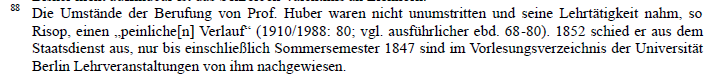 88 Die Umstände der Berufung von Prof. Huber waren nicht unumstritten und seine Lehrtätigkeit nahm, so
Risop, einen „peinliche[n] Verlauf“ (1910/1988: 80; vgl. ausführlicher ebd. 68-80). 1852 schied er aus dem
Staatsdienst aus, nur bis einschließlich Sommersemester 1847 sind im Vorlesungsverzeichnis der Universität
Berlin Lehrveranstaltungen von ihm nachgewiesen.